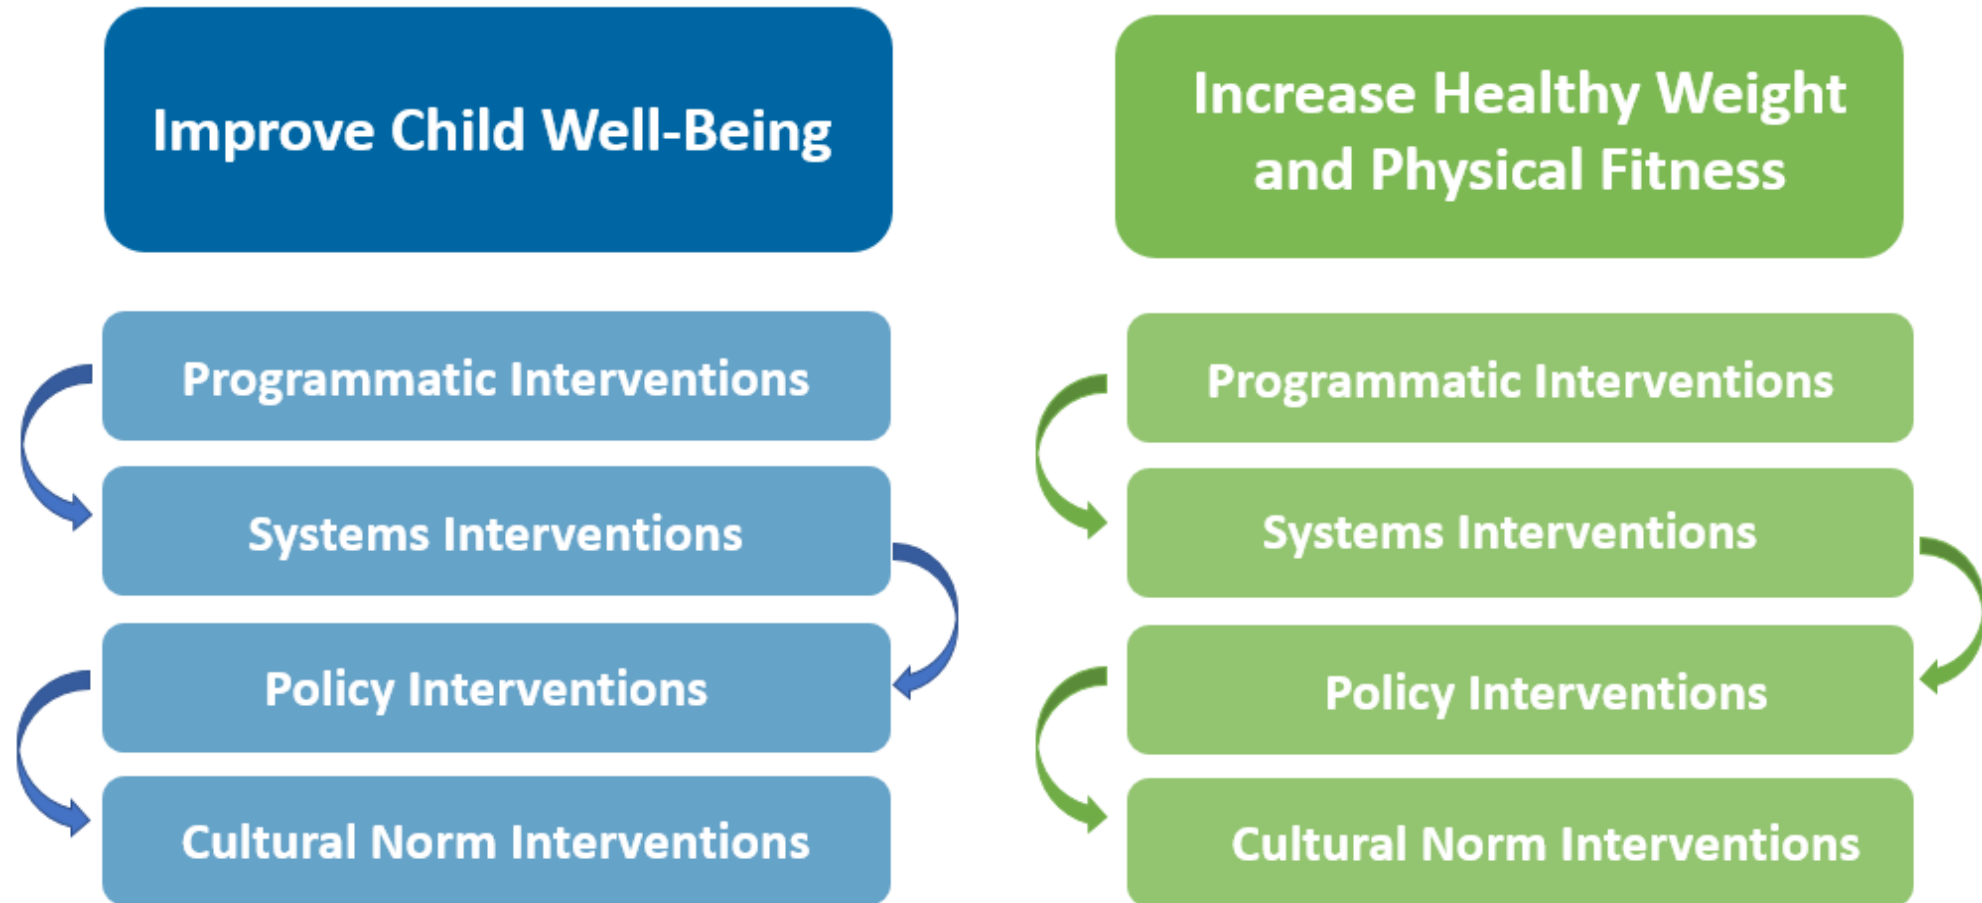 Improve Child Well-Being
Programmatic Interventions
Systems Interventions
Policy Interventions
Cultural Norm Interventions
Increase Healthy Weight
and Physical Fitness
Programmatic Interventions
Systems Interventions
Policy Interventions
Cultural Norm Interventions